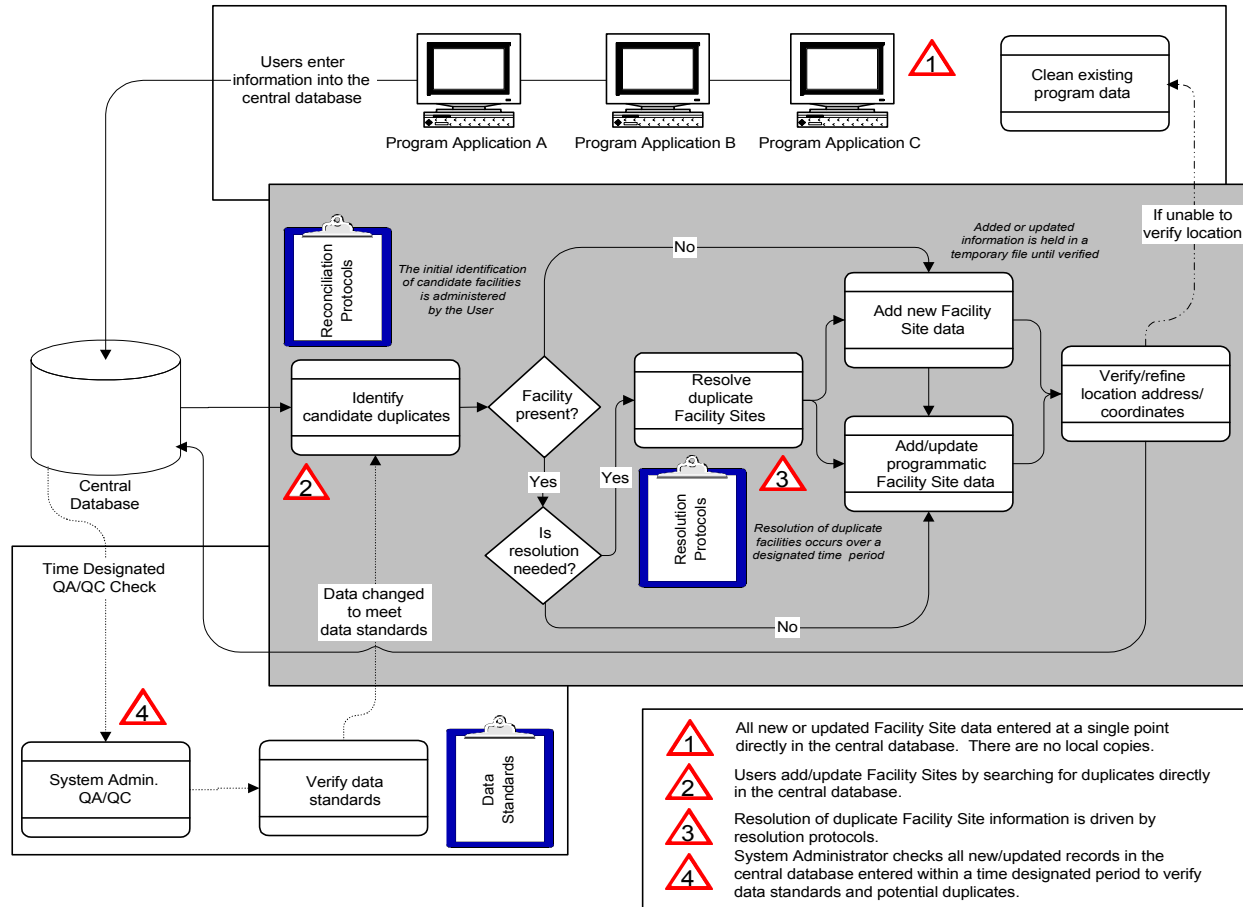 Users enter
information into the
central database
1
Clean existing
program data
Program Application A
Program Application B
Program Application C
If unable to
verify location
Reconciliation
Protocols
The initial identification
of candidate facilities
is administered
by the User
No
Added or updated
information is held in a
temporary file until verified
Add new Facility
Site data
Identify
candidate duplicates
Facility
present?
Resolve
duplicate
Facility Sites
Verify/refine
location address/
coordinates
Add/update
programmatic
Facility Site data
2
Yes
Yes
3
Central
Database
Is
resolution
needed?
Resolution
Protocols
Resolution of duplicate
facilities occurs over a
designated time period
Time Designated
QA/QC Check
Data changed
to meet
data standards
No
4
System Admin.
QA/QC
Verify data
standards
Data
Standards
1
All new or updated Facility Site data entered at a single point
directly in the central database. There are no local copies.
2
Users add/update Facility Sites by searching for duplicates directly
in the central database.
3
Resolution of duplicate Facility Site information is driven by
resolution protocols.
4
System Administrator checks all new/updated records in the
central database entered within a time designated period to verify
data standards and potential duplicates.